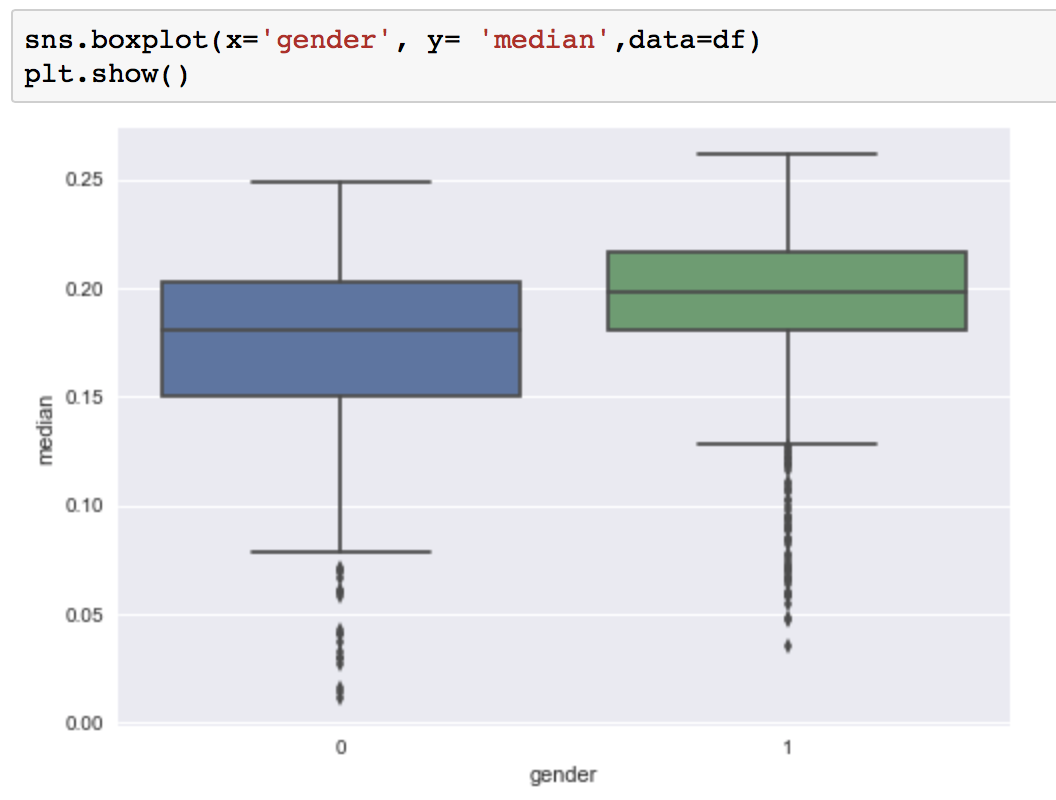 sns.boxplot(x='gender', y= 'median',data=df)
plt.show()
0.25
0.20
0.15
0.10
0.05
0.00
median
0 1
gender